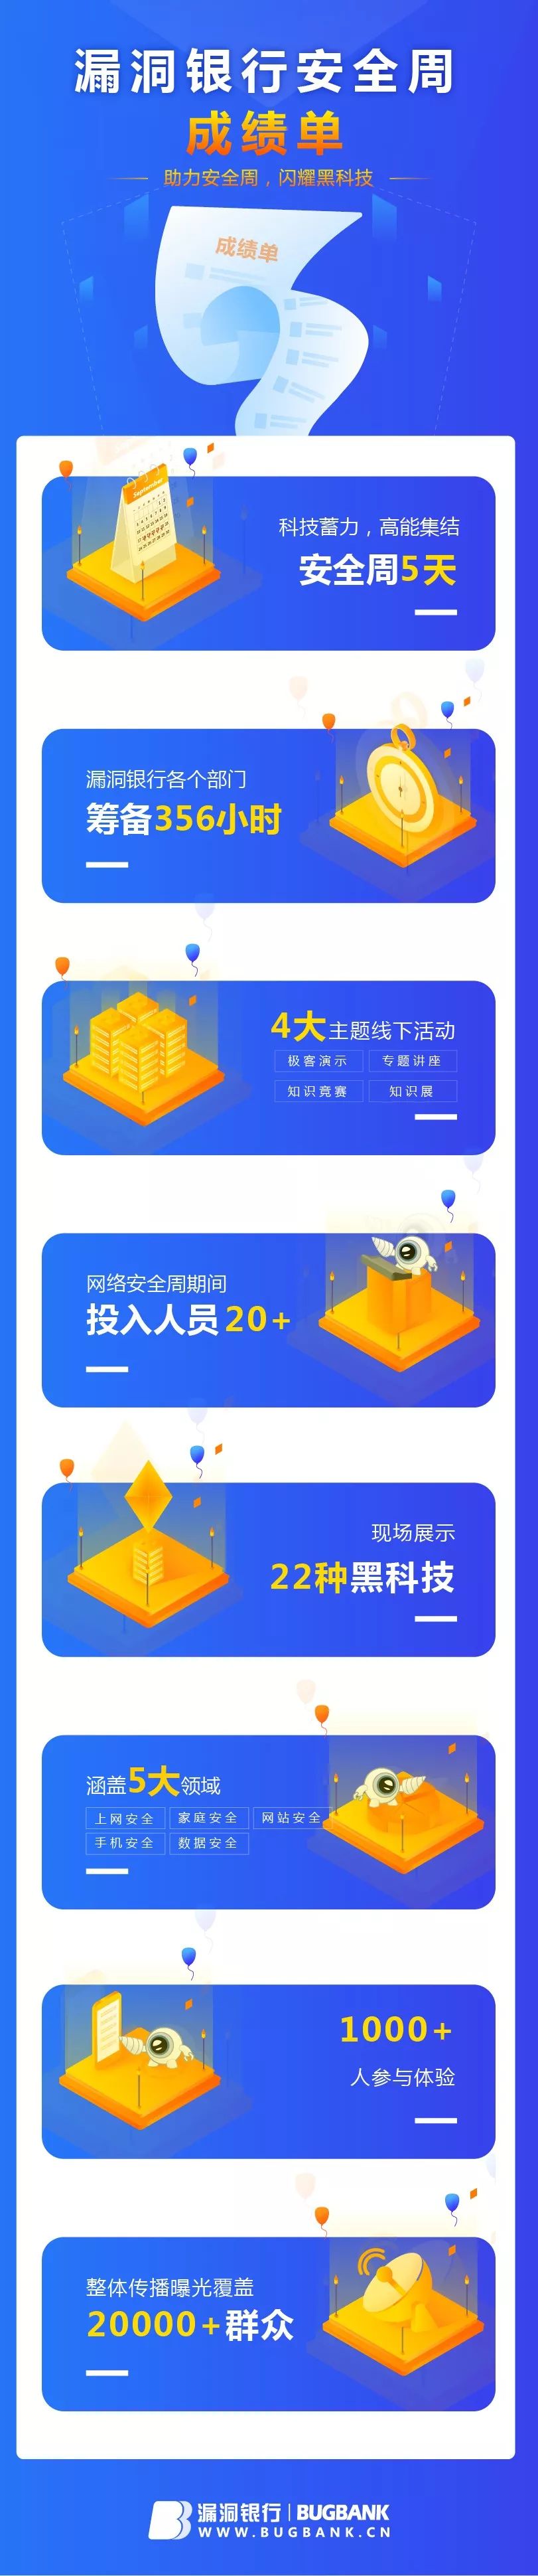 漏洞银行安全周
成绩单
助力安全周，闪耀黑科技
成绩单
September
科技蓄力，高能集结
安全周5天
漏洞银行各个部门
筹备356小时
4大主题线下活动
极客演示 专题讲座
知识竞赛 知识展
网络安全周期间
投入人员20+
现场展示
22种黑科技
涵盖5大领域
上网安全 家庭安全 网站安全
手机安全 数据安全
1000+
人参与体验
整体传播曝光覆盖
20000+群众
漏洞银行 | BUGBANK
WWW.BUGBANK.CN